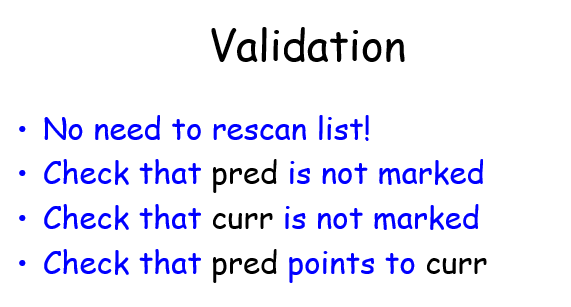 Validation
• No need to rescan list!
• Check that pred is not marked
• Check that curr is not marked
• Check that pred points to curr